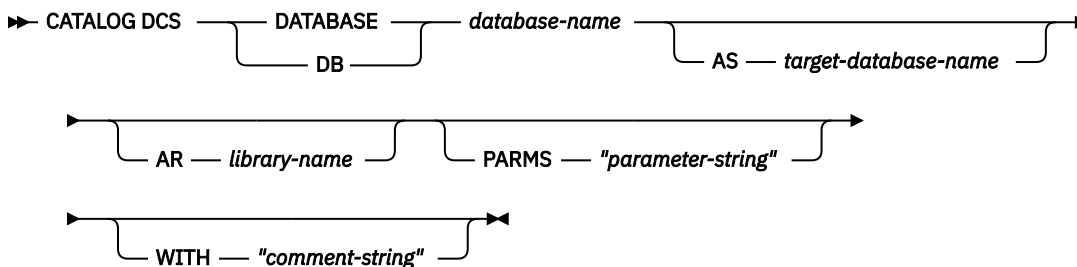 CATALOG DCS DATABASE database-name
DB
AS target-database-name
AR library-name PARMS "parameter-string"
WITH "comment-string"